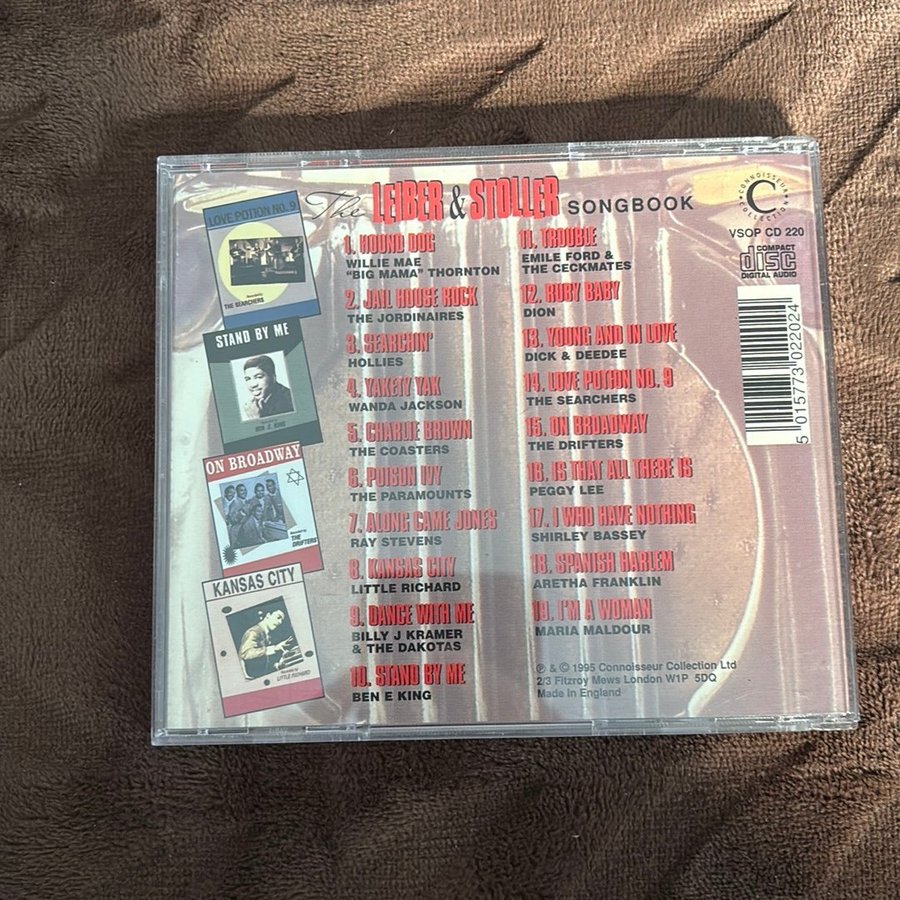 The LEIBER & STOLLER SONGBOOK
LOVE POTION NO. 9
Recorded by
THE SEARCHERS
STAND BY ME
BEN E. KING
ON BROADWAY
Recorded by
THE DRIFTERS
KANSAS CITY
LITTLE RICHARD
1. HOUND DOG
WILLIE MAE
"BIG MAMA" THORNTON
2. JAIL HOUSE ROCK
THE JORDINAIRES
3. SEARCHIN'
HOLLIES
4. YAKETY YAK
WANDA JACKSON
5. CHARLIE BROWN
THE COASTERS
6. POISON IVY
THE PARAMOUNTS
7. ALONG CAME JONES
RAY STEVENS
8. KANSAS CITY
LITTLE RICHARD
9. DANCE WITH ME
BILLY J KRAMER
& THE DAKOTAS
10. STAND BY ME
BEN E KING
11. TROUBLE
EMILE FORD &
THE CECKMATES
12. RUBY BABY
DION
13. YOUNG AND IN LOVE
DICK & DEEDEE
14. LOVE POTION NO. 9
THE SEARCHERS
15. ON BROADWAY
THE DRIFTERS
16. IS THAT ALL THERE IS
PEGGY LEE
17. I WHO HAVE NOTHING
SHIRLEY BASSEY
18. SPANISH HARLEM
ARETHA FRANKLIN
19. I'M A WOMAN
MARIA MALDOUR
℗ & © 1995 Connoisseur Collection Ltd
2/3 Fitzroy Mews London W1P 5DQ
Made in England
CONNOISSEUR
C
COLLECTION
VSOP CD 220
COMPACT
disc
DIGITAL AUDIO
5 015773 022024